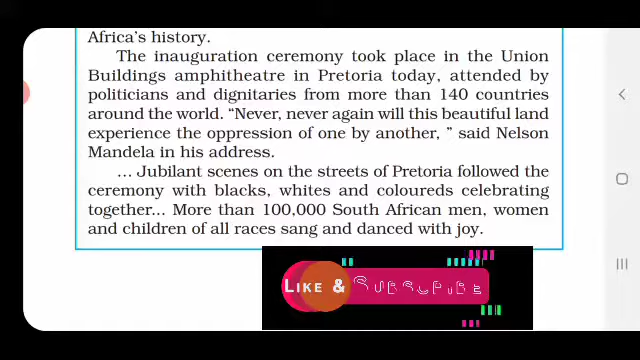 Africa's history.
The inauguration ceremony took place in the Union
Buildings amphitheatre in Pretoria today, attended by
politicians and dignitaries from more than 140 countries
around the world. “Never, never again will this beautiful land
experience the oppression of one by another, ” said Nelson
Mandela in his address.
... Jubilant scenes on the streets of Pretoria followed the
ceremony with blacks, whites and coloureds celebrating
together... More than 100,000 South African men, women
and children of all races sang and danced with joy.
LIKE & SUBSCRIBE